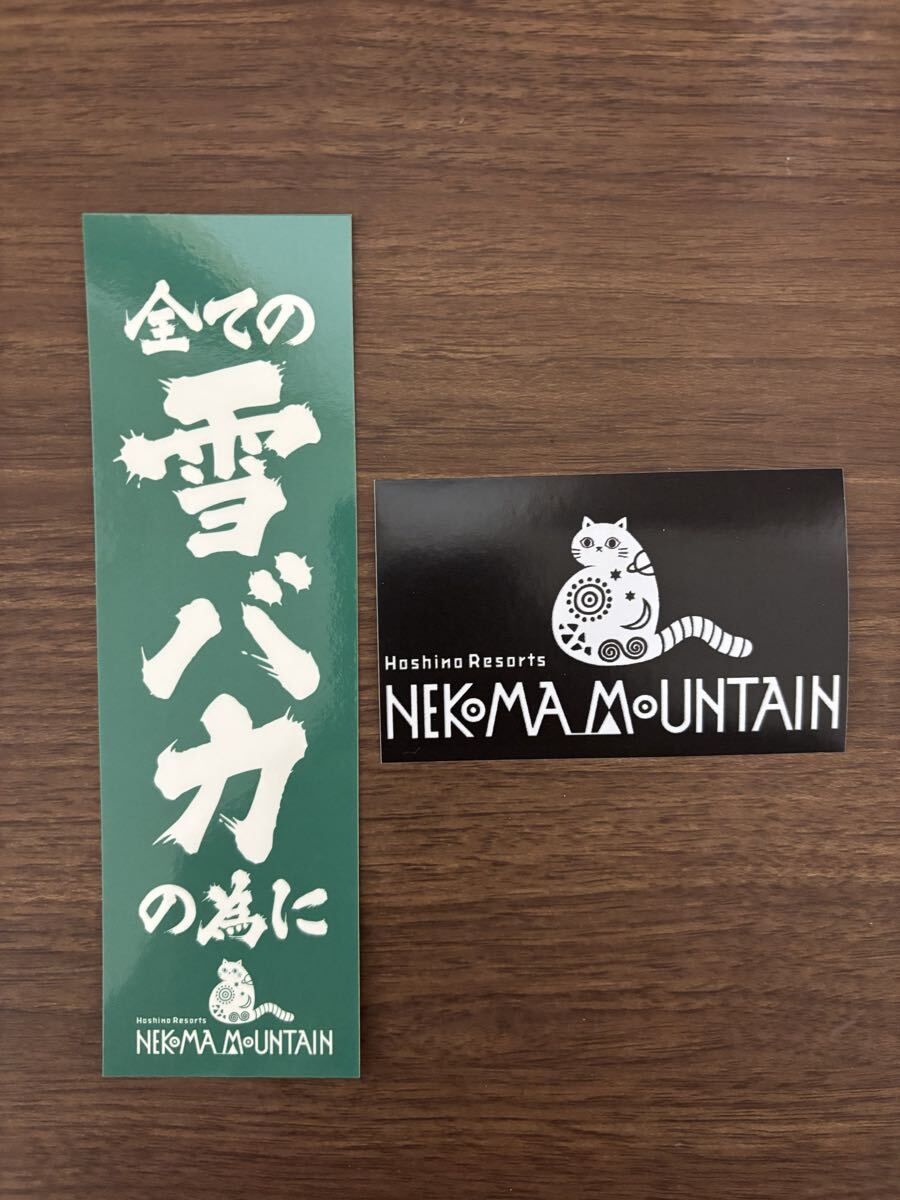 全ての
雪バカ
の為に
Hoshino Resorts
NEKOMA MOUNTAIN
Hoshino Resorts
NEKOMA MOUNTAIN